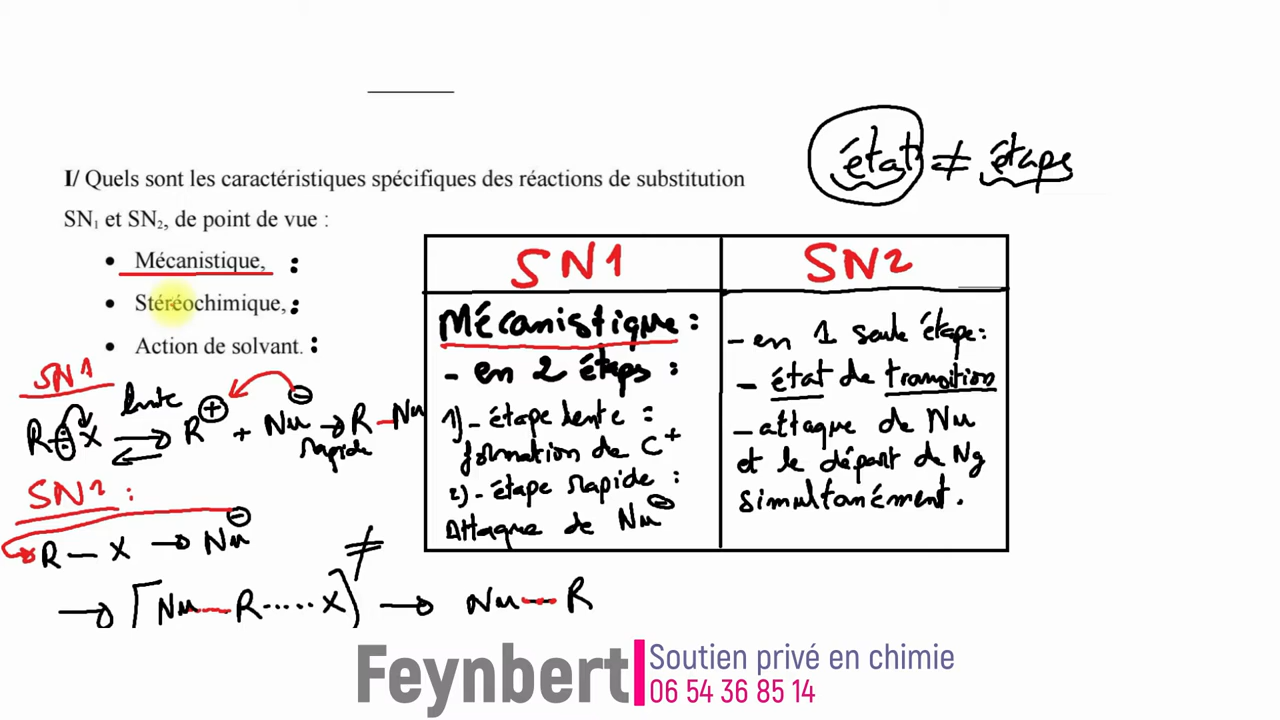 état ≠ étaps
I/ Quels sont les caractéristiques spécifiques des réactions de substitution
SN₁ et SN₂, de point de vue :
• Mécanistique, :
• Stéréochimique, :
• Action de solvant. :
SN1
R : X ⇌ lente R⊕ + Nu⊖ → rapide R-Nu
SN2 :
R - X → Nu⊖
→ [Nu---R.....X]≠ → Nu---R
SN1
Mécanistique :
- en 2 étaps :
1) - étape lente :
formation de C+
2) - étape rapide :
Attaque de Nu⊖
SN2
- en 1 seule étape :
- état de transition
- attaque de Nu
et le départ de Ng
simultanément.
Feynbert
Soutien privé en chimie
06 54 36 85 14